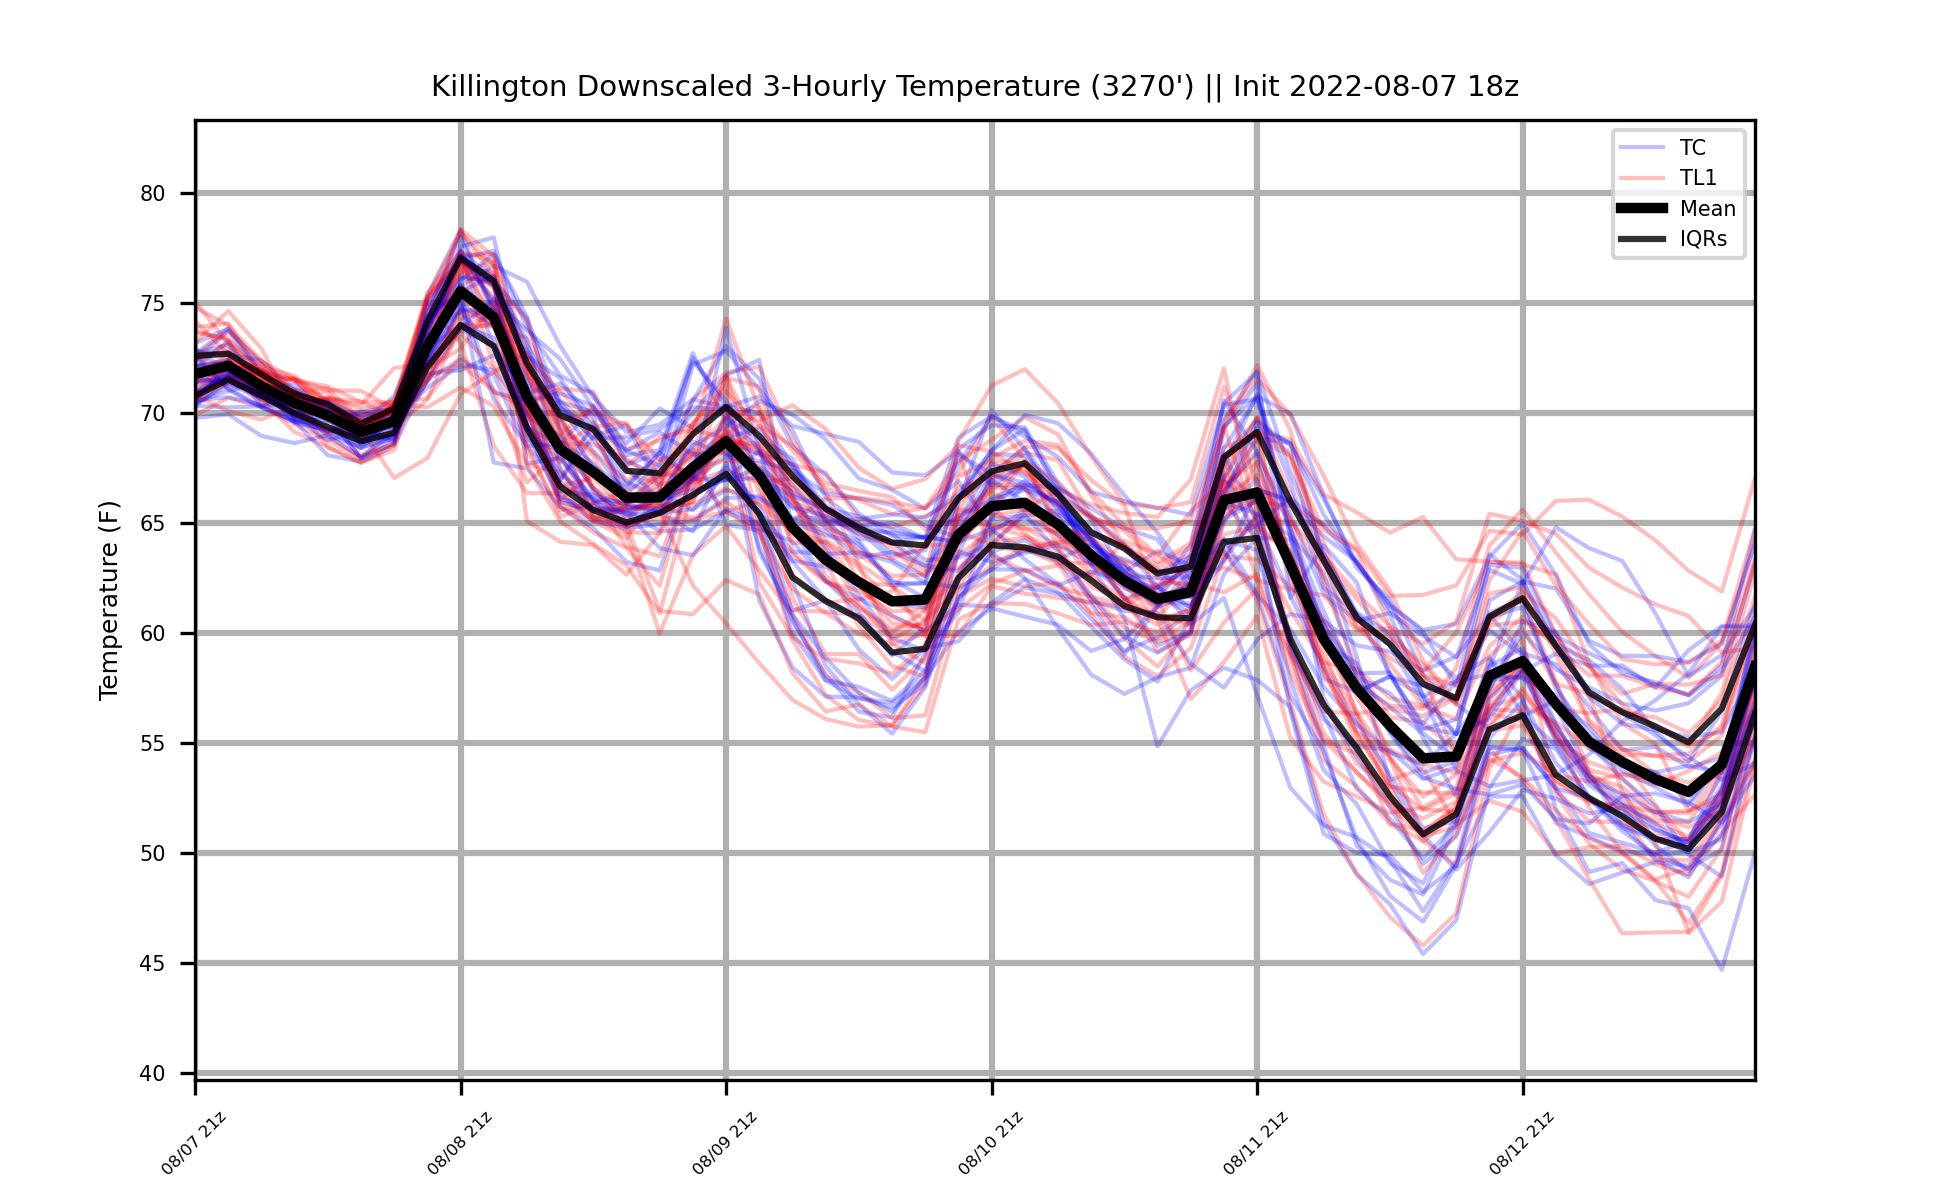 Killington Downscaled 3-Hourly Temperature (3270') || Init 2022-08-07 18z
TC
TL1
Mean
IQRs
Temperature (F)
80
75
70
65
60
55
50
45
40
08/07 21z
08/08 21z
08/09 21z
08/10 21z
08/11 21z
08/12 21z